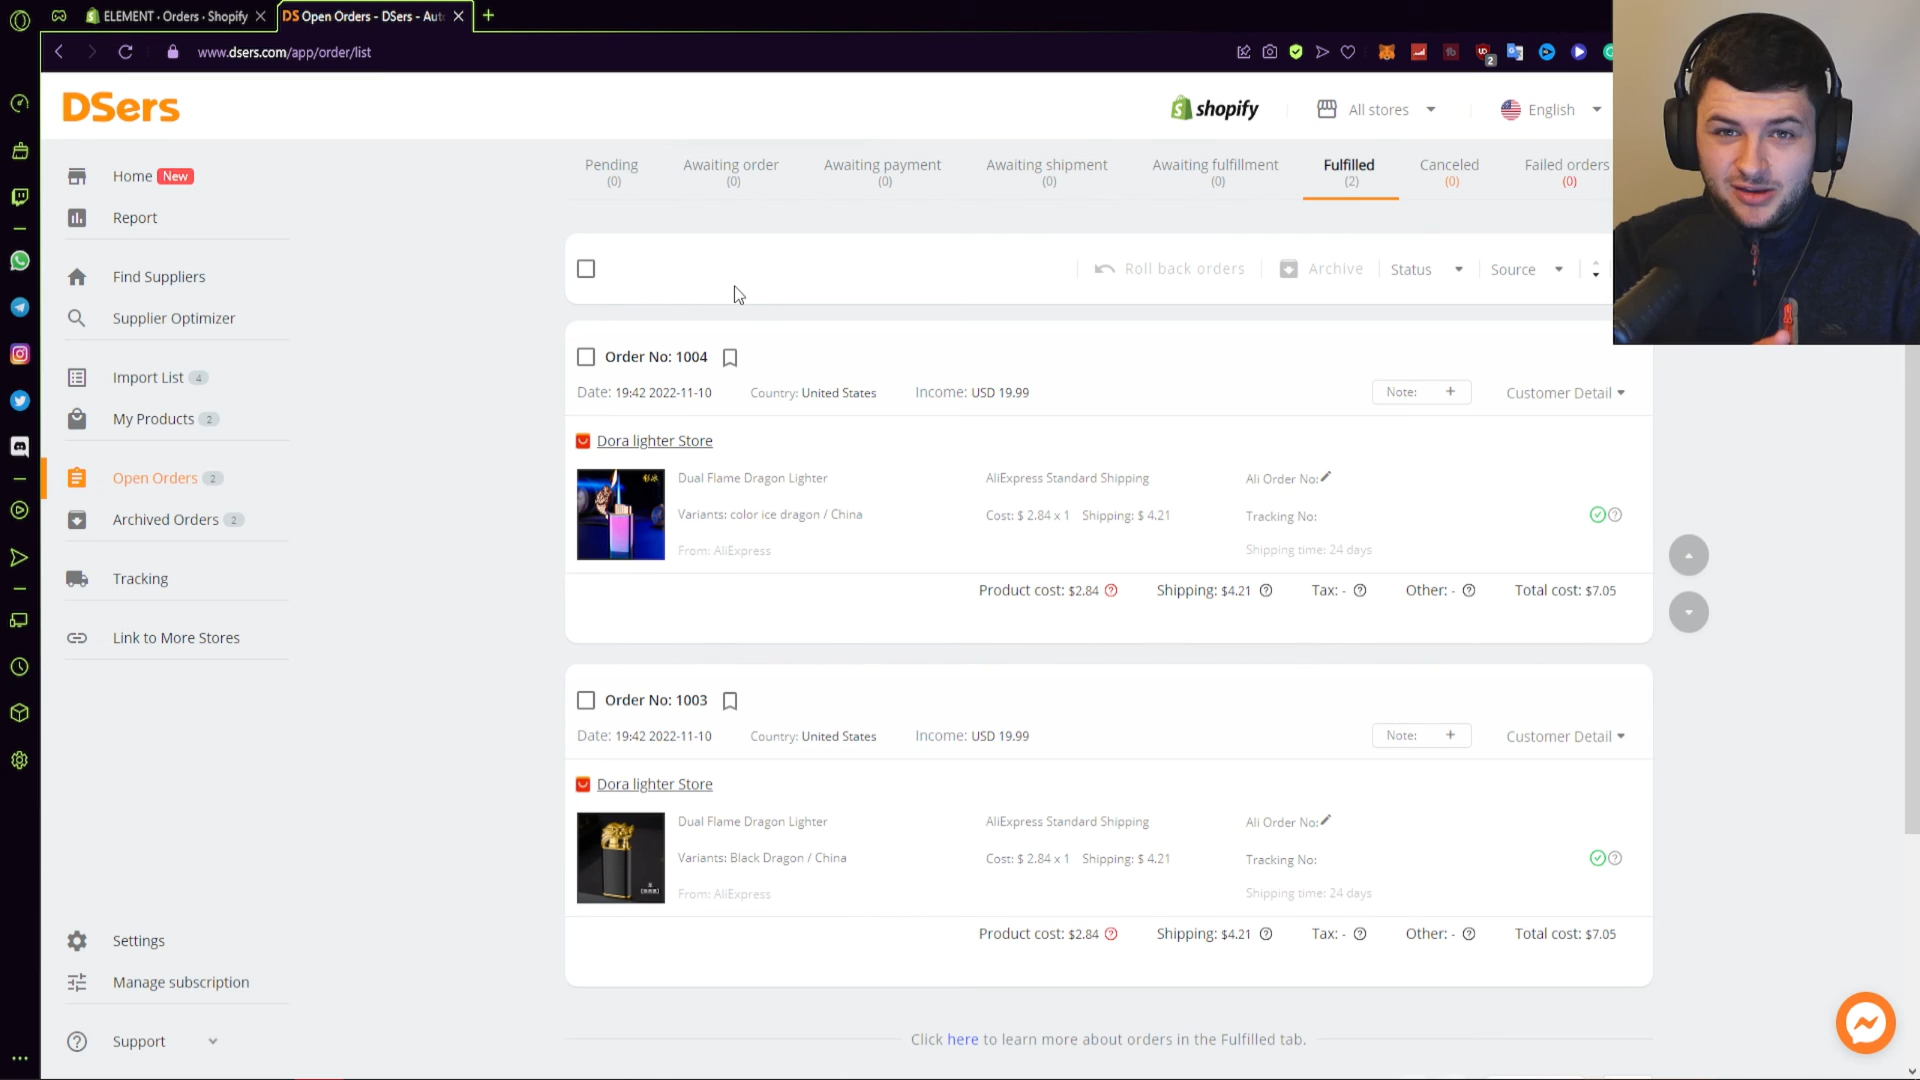 ELEMENT · Orders · Shopify
DS Open Orders - DSers - Aut
www.dsers.com/app/order/list
2
DSers
shopify
All stores
English
Home New
Report
Find Suppliers
Supplier Optimizer
Import List 4
My Products 2
Open Orders 2
Archived Orders 2
Tracking
Link to More Stores
Settings
Manage subscription
Support
Pending (0)
Awaiting order (0)
Awaiting payment (0)
Awaiting shipment (0)
Awaiting fulfillment (0)
Fulfilled (2)
Canceled (0)
Failed orders (0)
Roll back orders
Archive
Status
Source
Order No: 1004
Date: 19:42 2022-11-10 Country: United States Income: USD 19.99
Note: +
Customer Detail
Dora lighter Store
Dual Flame Dragon Lighter
Variants: color ice dragon / China
From: AliExpress
AliExpress Standard Shipping
Cost: $ 2.84 x 1 Shipping: $ 4.21
Ali Order No:
Tracking No:
Shipping time: 24 days
Product cost: $2.84 Shipping: $4.21 Tax: - Other: - Total cost: $7.05
Order No: 1003
Date: 19:42 2022-11-10 Country: United States Income: USD 19.99
Note: +
Customer Detail
Dora lighter Store
Dual Flame Dragon Lighter
Variants: Black Dragon / China
From: AliExpress
AliExpress Standard Shipping
Cost: $ 2.84 x 1 Shipping: $ 4.21
Ali Order No:
Tracking No:
Shipping time: 24 days
Product cost: $2.84 Shipping: $4.21 Tax: - Other: - Total cost: $7.05
Click here to learn more about orders in the Fulfilled tab.